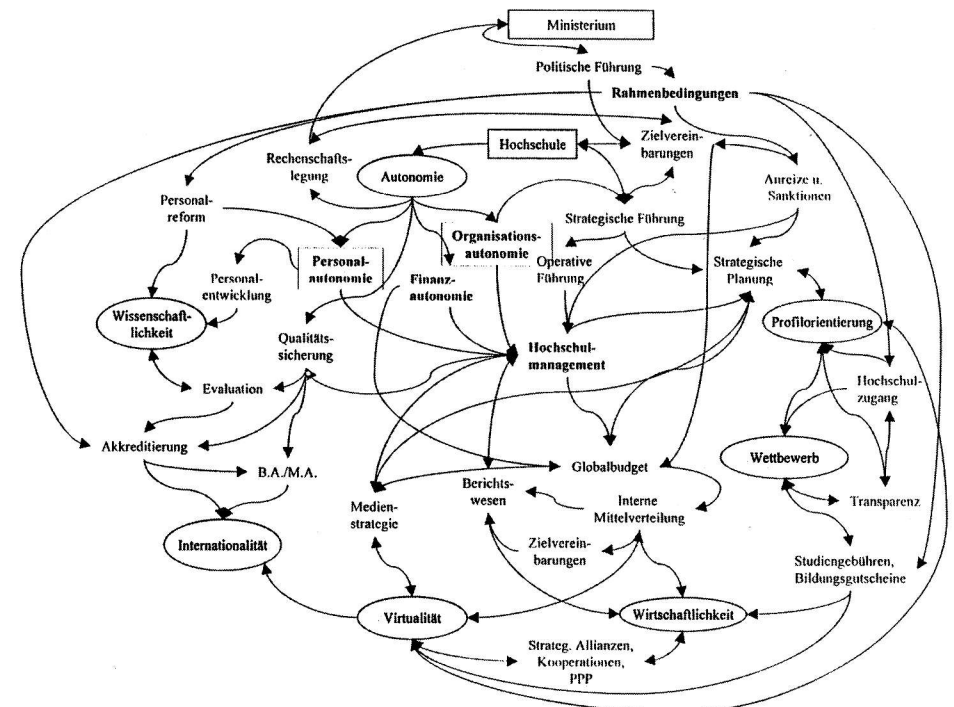 Ministerium
Politische Führung
Rahmenbedingungen
Zielverein-
barungen
Hochschule
Rechenschafts-
legung
Autonomie
Anreize u.
Sanktionen
Personal-
reform
Strategische Führung
Organisations-
autonomie
Personal-
autonomie
Operative
Führung
Strategische
Planung
Personal-
entwicklung
Finanz-
autonomie
Wissenschaft-
lichkeit
Profilorientierung
Qualitäts-
sicherung
Hochschul-
management
Evaluation
Hochschul-
zugang
Akkreditierung
B.A./M.A.
Globalbudget
Wettbewerb
Berichts-
wesen
Medien-
strategie
Interne
Mittelverteilung
Transparenz
Internationalität
Zielverein-
barungen
Studiengebühren,
Bildungsgutscheine
Virtualität
Wirtschaftlichkeit
Strateg. Allianzen,
Kooperationen,
PPP